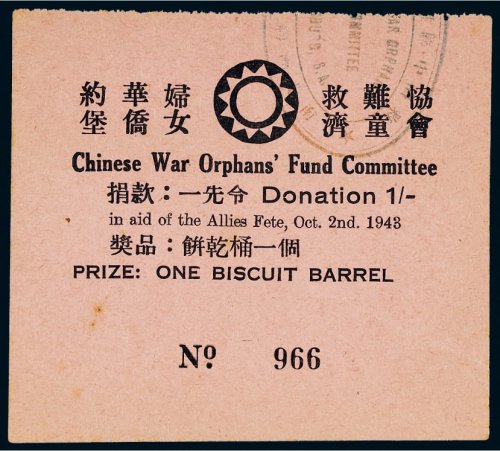 約堡 華僑 婦女 救濟 難童 協會
Chinese War Orphans' Fund Committee
捐款：一先令 Donation 1/-
in aid of the Allies Fete, Oct. 2nd. 1943
獎品：餅乾桶一個
PRIZE: ONE BISCUIT BARREL
Nº 966
COMMITTEE
S.A.